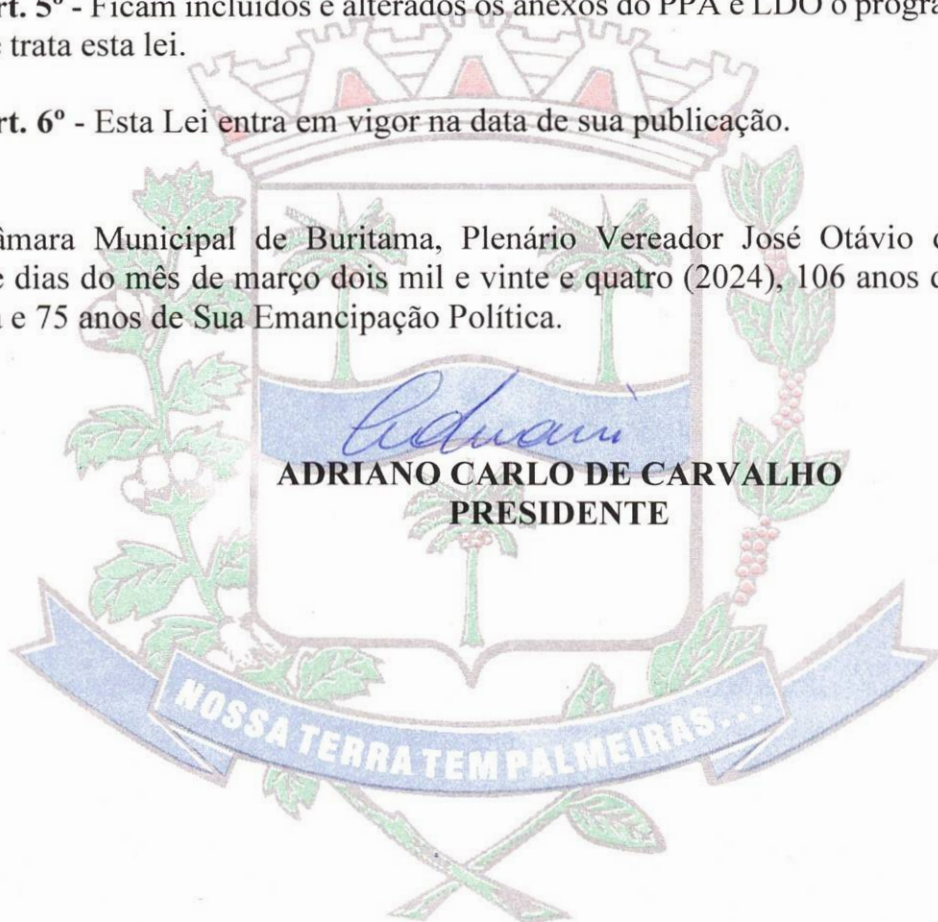 rt. 5º - Ficam incluídos e alterados os anexos do PPA e LDO o progra
e trata esta lei.
rt. 6º - Esta Lei entra em vigor na data de sua publicação.
âmara Municipal de Buritama, Plenário Vereador José Otávio
e dias do mês de março dois mil e vinte e quatro (2024), 106 anos
e 75 anos de Sua Emancipação Política.
ADRIANO CARLO DE CARVALHO
PRESIDENTE
NOSSA TERRA TEM PALMEIRAS...